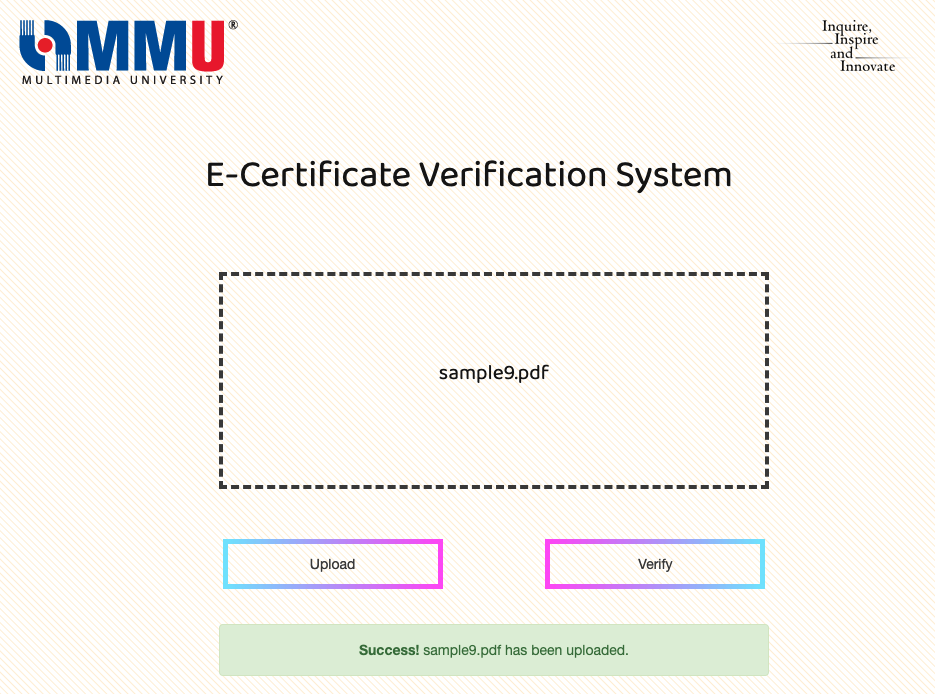 MMU®
MULTIMEDIA UNIVERSITY
Inquire,
Inspire
and
Innovate
E-Certificate Verification System
sample9.pdf
Upload
Verify
Success! sample9.pdf has been uploaded.